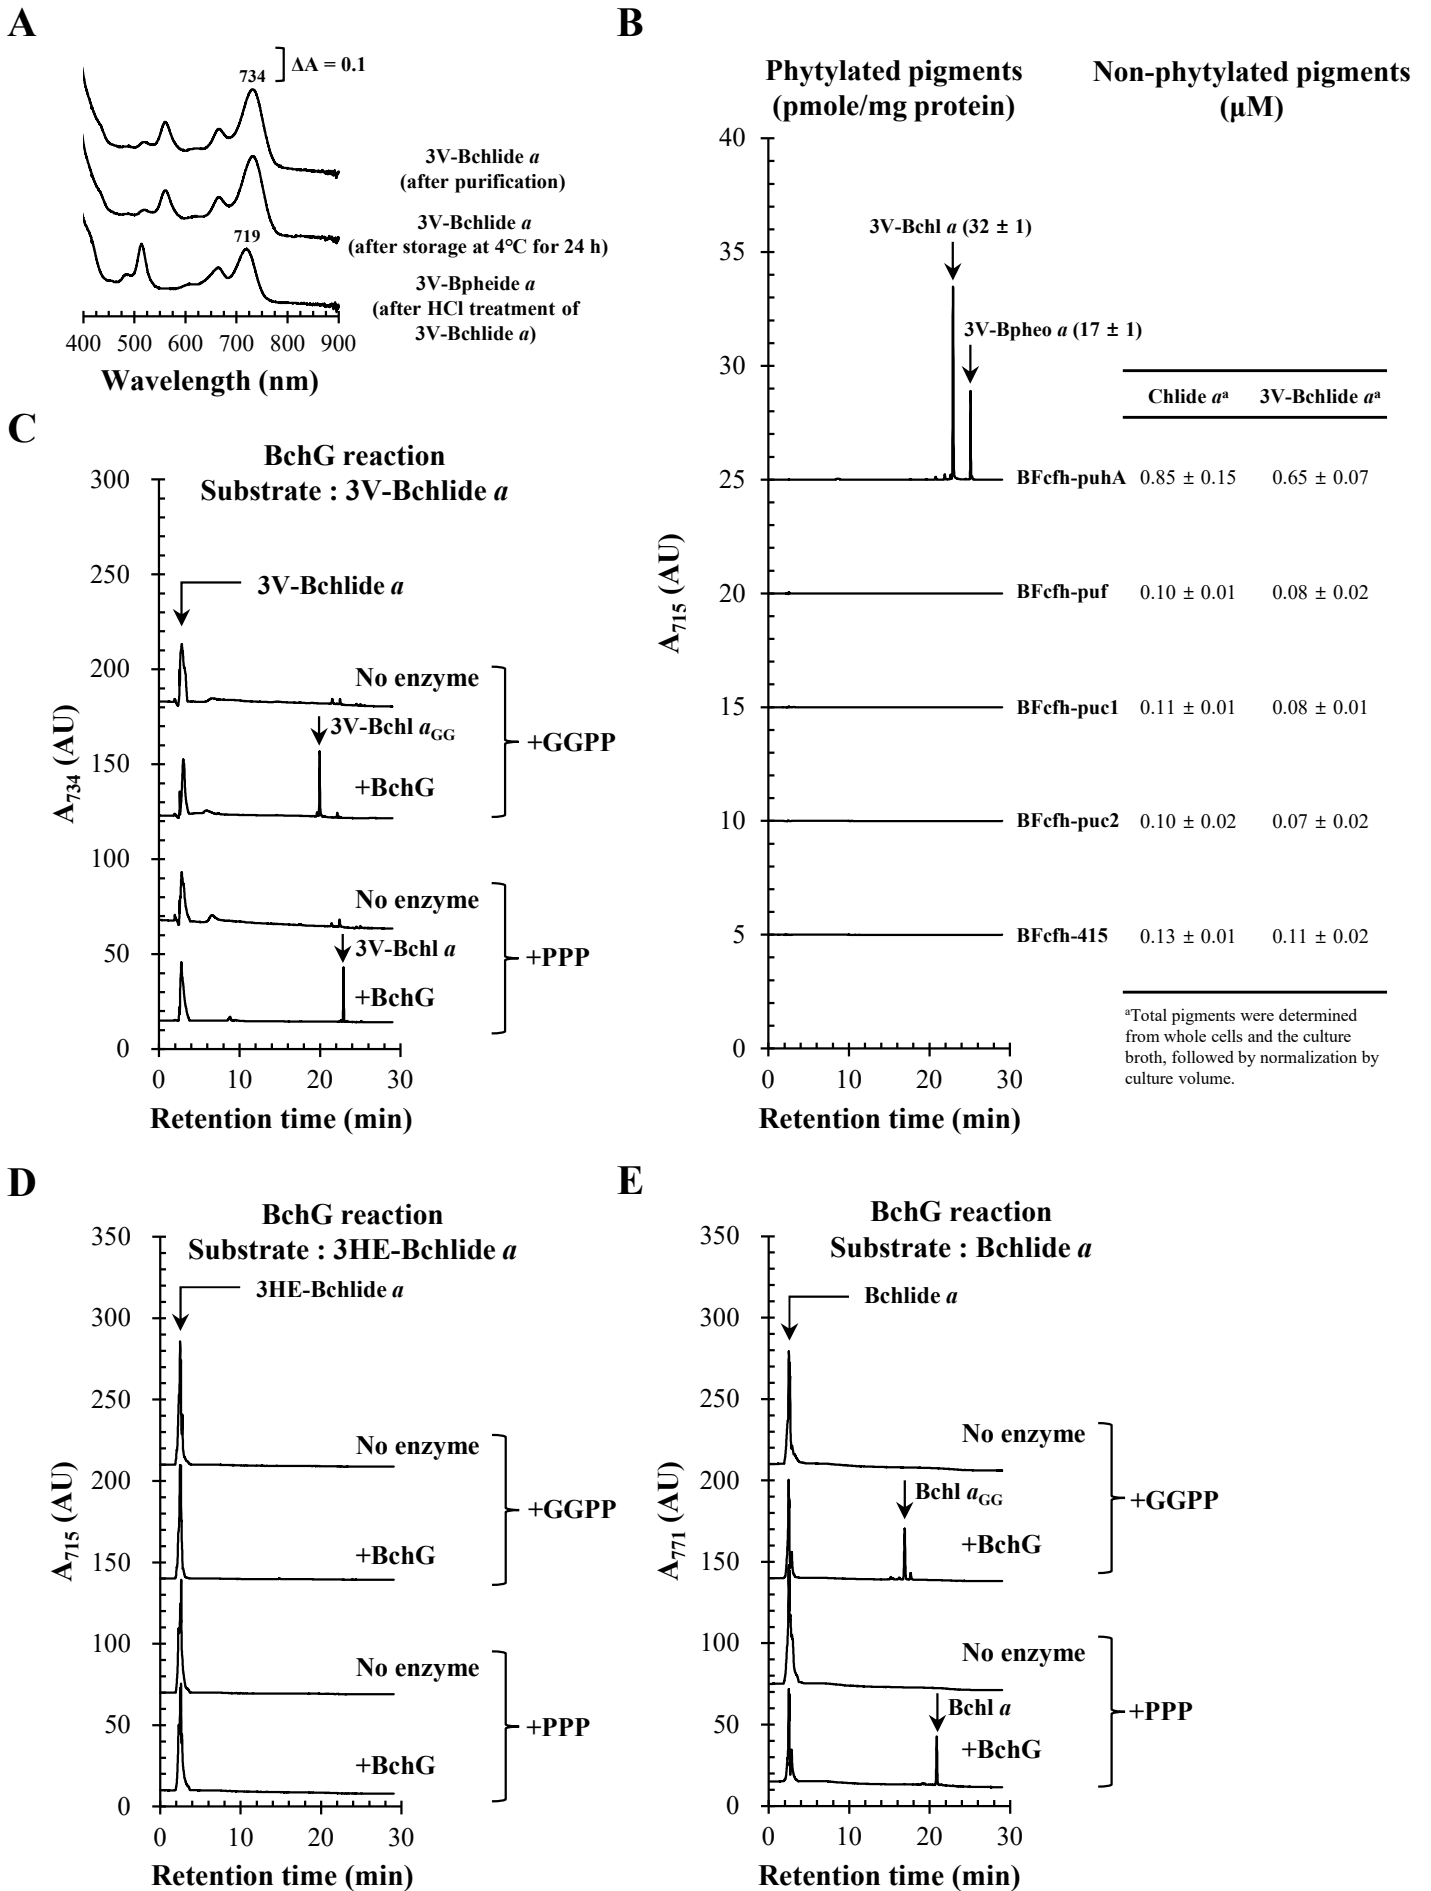 A
ΔA = 0.1
734
3V-Bchlide a
(after purification)
3V-Bchlide a
(after storage at 4℃ for 24 h)
719
3V-Bpheide a
(after HCl treatment of
3V-Bchlide a)
400 500 600 700 800 900
Wavelength (nm)
B
Phytylated pigments
(pmole/mg protein)
Non-phytylated pigments
(μM)
40
35
30
25
20
15
10
5
0
A715 (AU)
3V-Bchl a (32 ± 1)
3V-Bpheo a (17 ± 1)
Chlide aᵃ 3V-Bchlide aᵃ
BFcfh-puhA 0.85 ± 0.15 0.65 ± 0.07
BFcfh-puf 0.10 ± 0.01 0.08 ± 0.02
BFcfh-puc1 0.11 ± 0.01 0.08 ± 0.01
BFcfh-puc2 0.10 ± 0.02 0.07 ± 0.02
BFcfh-415 0.13 ± 0.01 0.11 ± 0.02
ᵃTotal pigments were determined
from whole cells and the culture
broth, followed by normalization by
culture volume.
0 10 20 30
Retention time (min)
C
BchG reaction
Substrate : 3V-Bchlide a
300
250
200
150
100
50
0
A734 (AU)
3V-Bchlide a
No enzyme
3V-Bchl aGG
+BchG
+GGPP
No enzyme
3V-Bchl a
+BchG
+PPP
0 10 20 30
Retention time (min)
D
BchG reaction
Substrate : 3HE-Bchlide a
350
300
250
200
150
100
50
0
A715 (AU)
3HE-Bchlide a
No enzyme
+GGPP
+BchG
No enzyme
+PPP
+BchG
0 10 20 30
Retention time (min)
E
BchG reaction
Substrate : Bchlide a
350
300
250
200
150
100
50
0
A771 (AU)
Bchlide a
No enzyme
Bchl aGG
+GGPP
+BchG
No enzyme
Bchl a
+PPP
+BchG
0 10 20 30
Retention time (min)